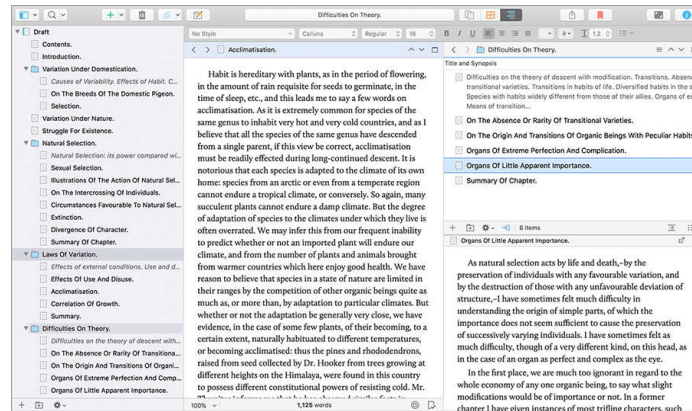 Difficulties On Theory.
No Style
Calluna
Regular
16
B I U
a
1.2
Draft
Contents.
Introduction.
Variation Under Domestication.
Causes of Variability. Effects of Habit. C...
On The Breeds Of The Domestic Pigeon.
Selection.
Variation Under Nature.
Struggle For Existence.
Natural Selection.
Natural Selection: its power compared wi...
Sexual Selection.
Illustrations Of The Action Of Natural Sel...
On The Intercrossing Of Individuals.
Circumstances Favourable To Natural Sel...
Extinction.
Divergence Of Character.
Summary Of Chapter.
Laws Of Variation.
Effects of external conditions. Use and d...
Effects Of Use And Disuse.
Acclimatisation.
Correlation Of Growth.
Summary.
Difficulties On Theory.
Difficulties on the theory of descent with...
On The Absence Or Rarity Of Transitiona...
On The Origin And Transitions Of Organi...
Organs Of Extreme Perfection And Comp...
Organs Of Little Apparent Importance.
Acclimatisation.
Habit is hereditary with plants, as in the period of flowering,
in the amount of rain requisite for seeds to germinate, in the
time of sleep, etc., and this leads me to say a few words on
acclimatisation. As it is extremely common for species of the
same genus to inhabit very hot and very cold countries, and as I
believe that all the species of the same genus have descended
from a single parent, if this view be correct, acclimatisation
must be readily effected during long-continued descent. It is
notorious that each species is adapted to the climate of its own
home: species from an arctic or even from a temperate region
cannot endure a tropical climate, or conversely. So again, many
succulent plants cannot endure a damp climate. But the degree
of adaptation of species to the climates under which they live is
often overrated. We may infer this from our frequent inability
to predict whether or not an imported plant will endure our
climate, and from the number of plants and animals brought
from warmer countries which here enjoy good health. We have
reason to believe that species in a state of nature are limited in
their ranges by the competition of other organic beings quite as
much as, or more than, by adaptation to particular climates. But
whether or not the adaptation be generally very close, we have
evidence, in the case of some few plants, of their becoming, to a
certain extent, naturally habituated to different temperatures,
or becoming acclimatised: thus the pines and rhododendrons,
raised from seed collected by Dr. Hooker from trees growing at
different heights on the Himalaya, were found in this country
to possess different constitutional powers of resisting cold. Mr.
100%
1,125 words
Difficulties On Theory.
Title and Synopsis
Difficulties on the theory of descent with modification. Transitions. Absenc
transitional varieties. Transitions in habits of life. Diversified habits in the s
Species with habits widely different from those of their allies. Organs of ex
Means of transition...
On The Absence Or Rarity Of Transitional Varieties.
On The Origin And Transitions Of Organic Beings With Peculiar Habits
Organs Of Extreme Perfection And Complication.
Organs Of Little Apparent Importance.
Summary Of Chapter.
6 items
Organs Of Little Apparent Importance.
As natural selection acts by life and death,–by the
preservation of individuals with any favourable variation, and
by the destruction of those with any unfavourable deviation of
structure,–I have sometimes felt much difficulty in
understanding the origin of simple parts, of which the
importance does not seem sufficient to cause the preservation
of successively varying individuals. I have sometimes felt as
much difficulty, though of a very different kind, on this head, as
in the case of an organ as perfect and complex as the eye.
In the first place, we are much too ignorant in regard to the
whole economy of any one organic being, to say what slight
modifications would be of importance or not. In a former
chapter I have given instances of most trifling characters, such